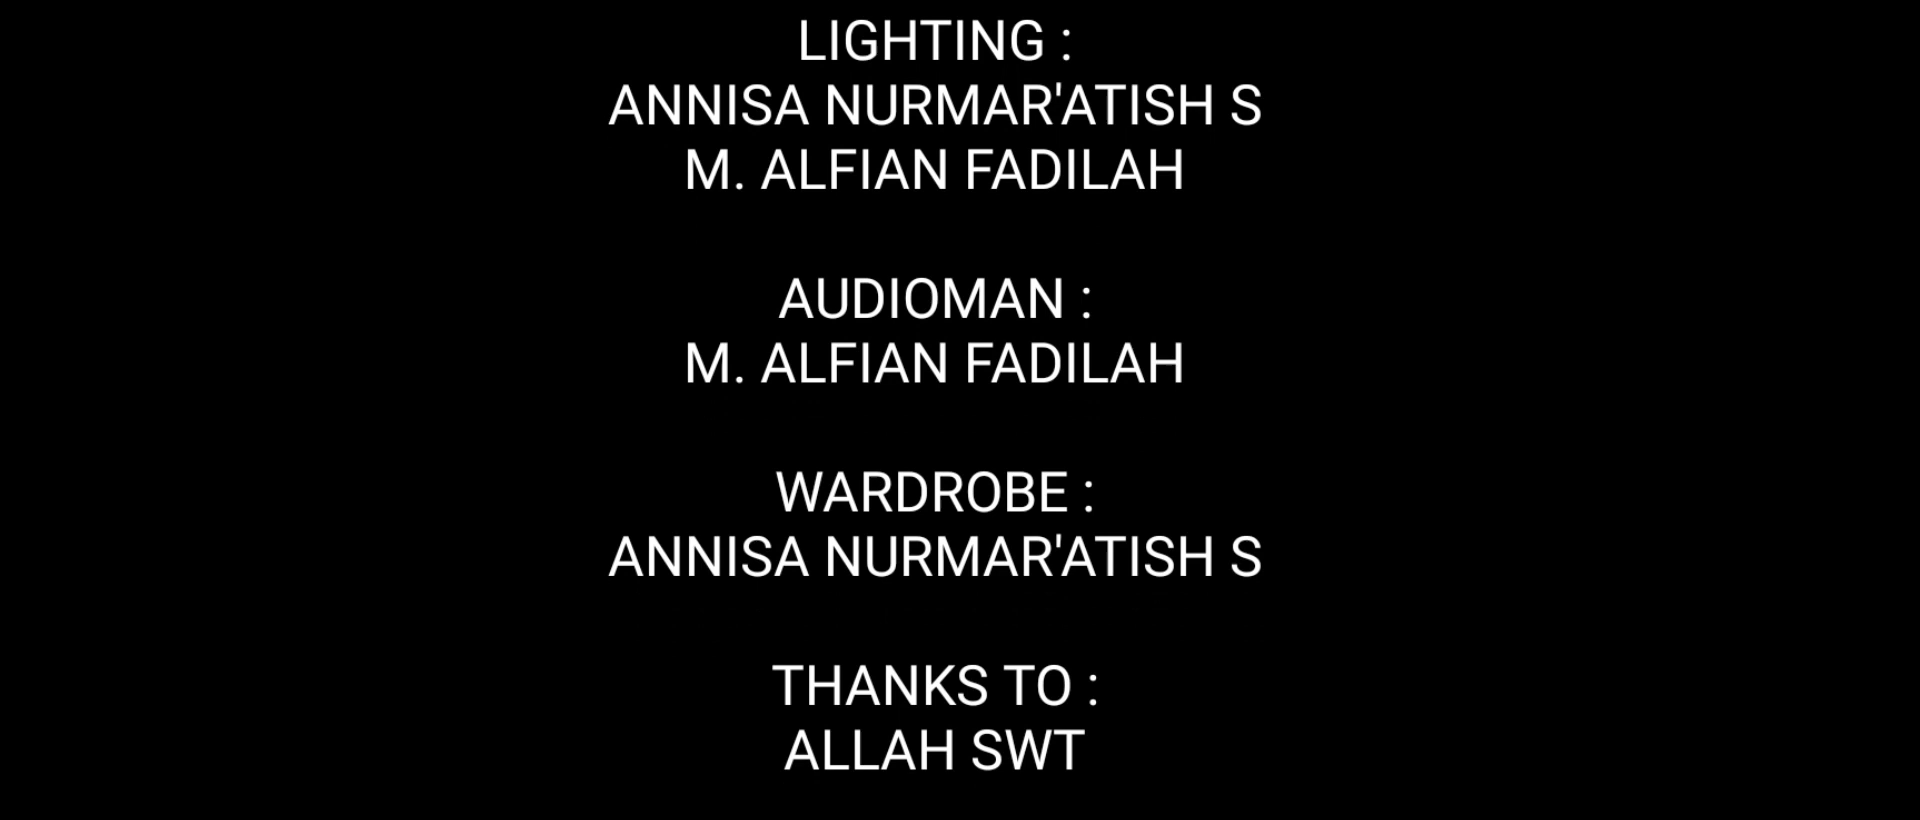 LIGHTING :
ANNISA NURMAR'ATISH S
M. ALFIAN FADILAH
AUDIOMAN :
M. ALFIAN FADILAH
WARDROBE :
ANNISA NURMAR'ATISH S
THANKS TO :
ALLAH SWT